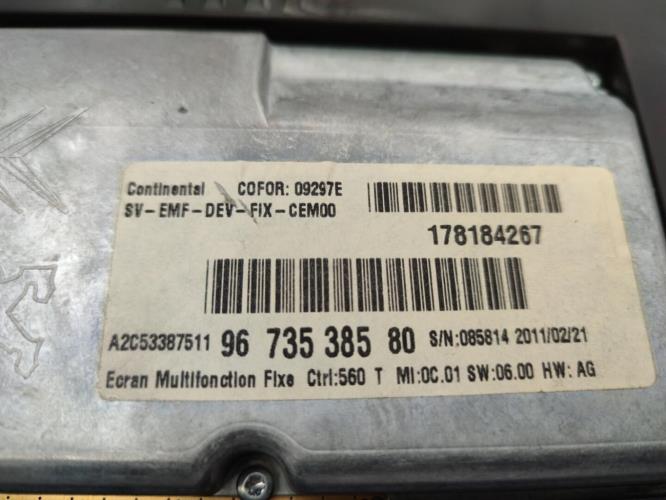 Continental COFOR: 09297E
SV-EMF-DEV-FIX-CEM00
178184267
A2C53387511 96 735 385 80 S/N:085814 2011/02/21
Ecran Multifonction Fixe Ctrl:560 T MI:0C.01 SW:06.00 HW: AG